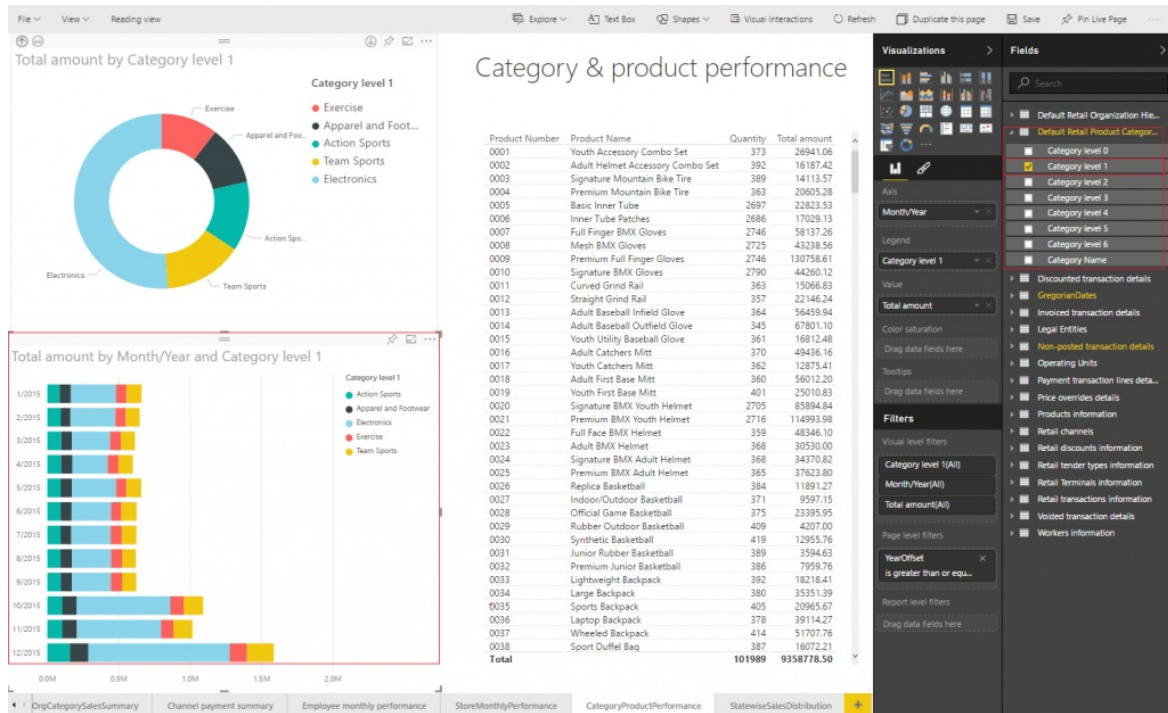 File View Reading view Explore Text Box Shapes Visual Interactions Refresh Duplicate this page Save Pin Live Page
Total amount by Category level 1
Category level 1
Exercise
Apparel and Foot...
Action Sports
Team Sports
Electronics
Exercise
Apparel and Foo...
Action Spo...
Team Sports
Electronics
Total amount by Month/Year and Category level 1
Category level 1
Action Sports
Apparel and Footwear
Electronics
Exercise
Team Sports
1/2015
2/2015
3/2015
4/2015
5/2015
6/2015
7/2015
8/2015
9/2015
10/2015
11/2015
12/2015
0.0M 0.5M 1.0M 1.5M 2.0M
Category & product performance
Product Number Product Name Quantity Total amount
0001 Youth Accessory Combo Set 373 26941.06
0002 Adult Helmet Accessory Combo Set 392 16187.42
0003 Signature Mountain Bike Tire 389 14113.57
0004 Premium Mountain Bike Tire 363 20605.28
0005 Basic Inner Tube 2697 22823.53
0006 Inner Tube Patches 2686 17029.13
0007 Full Finger BMX Gloves 2746 58137.26
0008 Mesh BMX Gloves 2725 43238.56
0009 Premium Full Finger Gloves 2746 130758.61
0010 Signature BMX Gloves 2790 44260.12
0011 Curved Grind Rail 363 15066.83
0012 Straight Grind Rail 357 22146.24
0013 Adult Baseball Infield Glove 364 56459.94
0014 Adult Baseball Outfield Glove 345 67801.10
0015 Youth Utility Baseball Glove 361 16812.48
0016 Adult Catchers Mitt 370 49436.16
0017 Youth Catchers Mitt 362 12875.41
0018 Adult First Base Mitt 360 56012.20
0019 Youth First Base Mitt 401 25010.83
0020 Signature BMX Youth Helmet 2705 85894.84
0021 Premium BMX Youth Helmet 2716 114993.98
0022 Full Face BMX Helmet 359 48346.10
0023 Adult BMX Helmet 368 30530.00
0024 Signature BMX Adult Helmet 368 34370.82
0025 Premium BMX Adult Helmet 365 37623.80
0026 Replica Basketball 384 11891.27
0027 Indoor/Outdoor Basketball 371 9597.15
0028 Official Game Basketball 375 23395.95
0029 Rubber Outdoor Basketball 409 4207.00
0030 Synthetic Basketball 419 12955.76
0031 Junior Rubber Basketball 389 3594.63
0032 Premium Junior Basketball 386 7959.76
0033 Lightweight Backpack 392 18218.41
0034 Large Backpack 380 35351.39
0035 Sports Backpack 405 20965.67
0036 Laptop Backpack 378 39114.27
0037 Wheeled Backpack 414 51707.76
0038 Sport Duffel Bag 387 16072.21
Total 101989 9358778.50
Visualizations
Axis
Month/Year
Legend
Category level 1
Value
Total amount
Color saturation
Drag data fields here
Tooltips
Drag data fields here
Filters
Visual level filters
Category level 1(All)
Month/Year(All)
Total amount(All)
Page level filters
YearOffset
is greater than or equ...
Report level filters
Drag data fields here
Fields
Search
Default Retail Organization Hie...
Default Retail Product Categor...
Category level 0
Category level 1
Category level 2
Category level 3
Category level 4
Category level 5
Category level 6
Category Name
Discounted transaction details
GregorianDates
Invoiced transaction details
Legal Entities
Non-posted transaction details
Operating Units
Payment transaction lines deta...
Price overrides details
Products information
Retail channels
Retail discounts information
Retail tender types information
Retail Terminals information
Retail transactions information
Voided transaction details
Workers information
OrgCategorySalesSummary Channel payment summary Employee monthly performance StoreMonthlyPerformance CategoryProductPerformance StatewiseSalesDistribution +